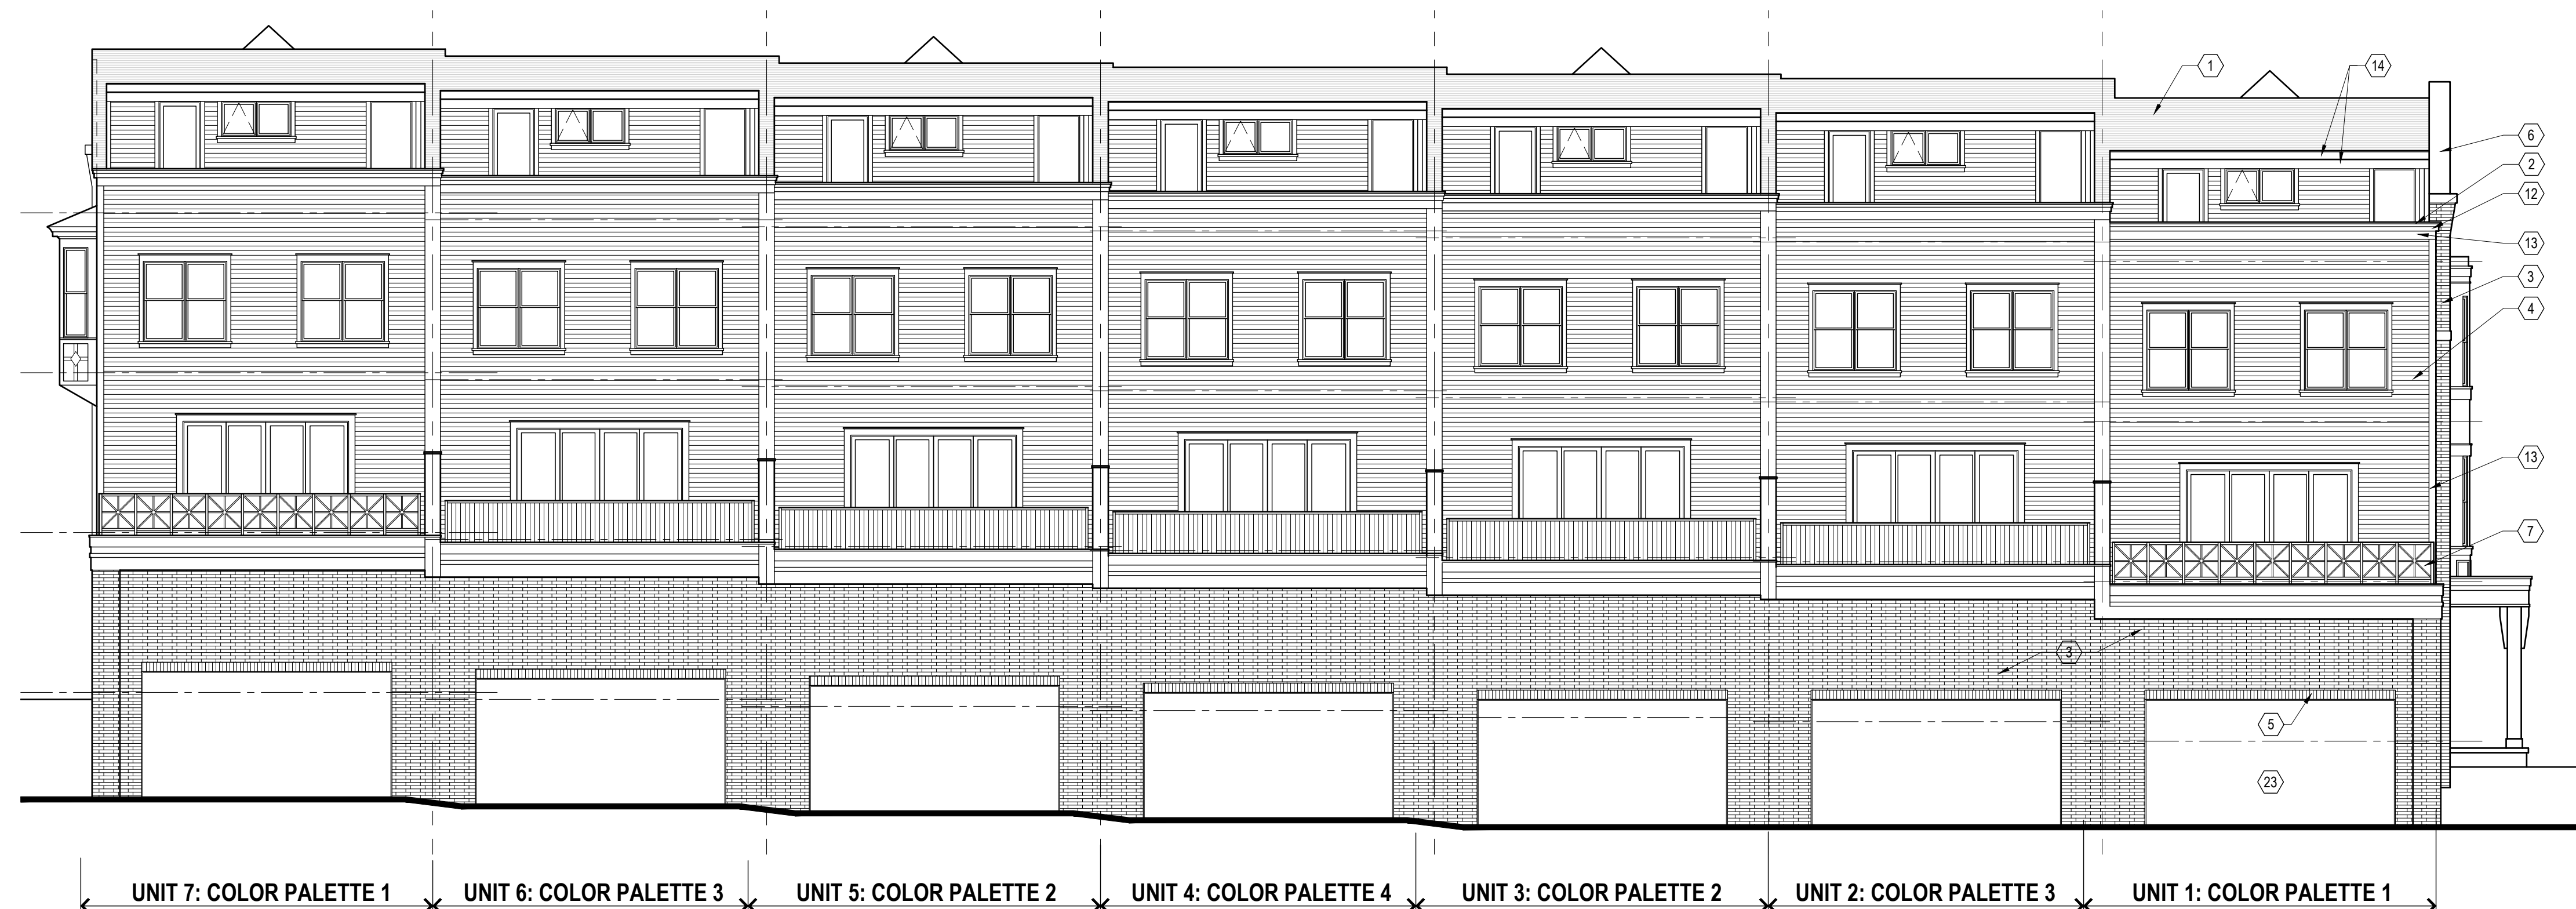 1
14
6
2
12
13
3
4
13
7
3
5
23
UNIT 7: COLOR PALETTE 1
UNIT 6: COLOR PALETTE 3
UNIT 5: COLOR PALETTE 2
UNIT 4: COLOR PALETTE 4
UNIT 3: COLOR PALETTE 2
UNIT 2: COLOR PALETTE 3
UNIT 1: COLOR PALETTE 1